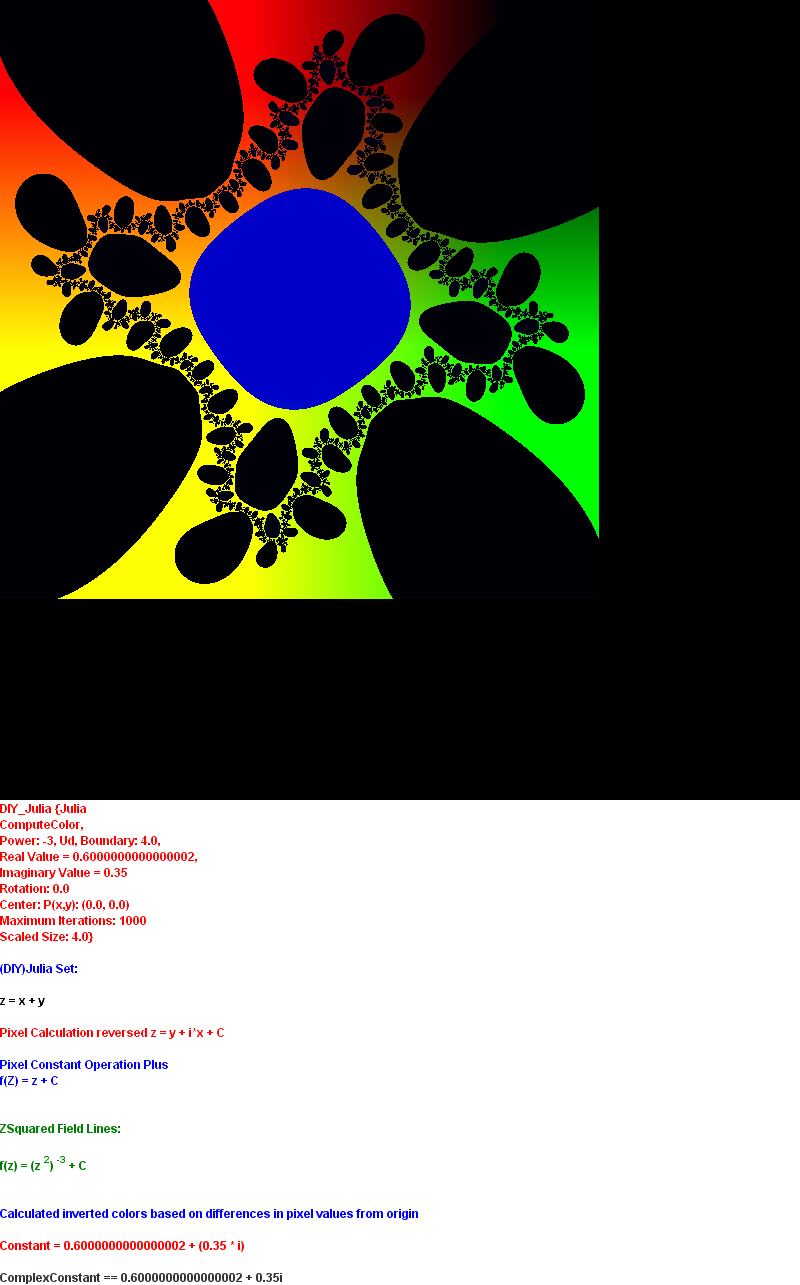 DIY_Julia {Julia
ComputeColor,
Power: -3, Ud, Boundary: 4.0,
Real Value = 0.6000000000000002,
Imaginary Value = 0.35
Rotation: 0.0
Center: P(x,y): (0.0, 0.0)
Maximum Iterations: 1000
Scaled Size: 4.0}
(DIY)Julia Set:
z = x + y
Pixel Calculation reversed z = y + i*x + C
Pixel Constant Operation Plus
f(Z) = z + C
ZSquared Field Lines:
f(z) = (z ²) ⁻³ + C
Calculated inverted colors based on differences in pixel values from origin
Constant = 0.6000000000000002 + (0.35 * i)
ComplexConstant == 0.6000000000000002 + 0.35i